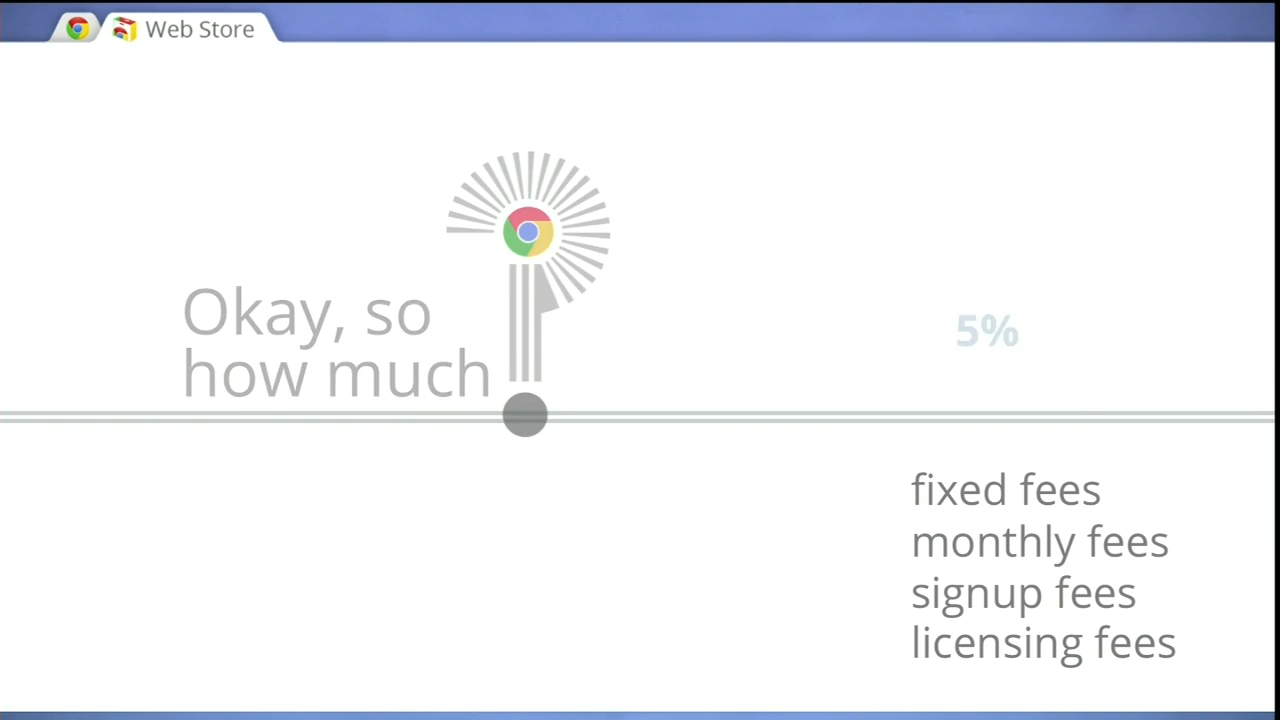 Web Store
Okay, so
how much
5%
fixed fees
monthly fees
signup fees
licensing fees